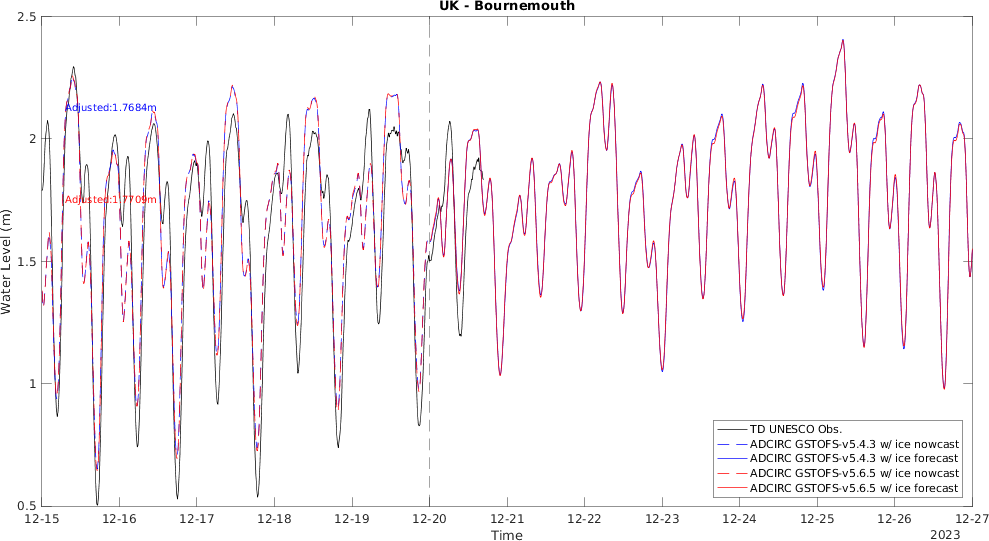 UK - Bournemouth
2.5
2
1.5
1
0.5
Water Level (m)
Adjusted:1.7684m
Adjusted:1.7709m
TD UNESCO Obs.
ADCIRC GSTOFS-v5.4.3 w/ ice nowcast
ADCIRC GSTOFS-v5.4.3 w/ ice forecast
ADCIRC GSTOFS-v5.6.5 w/ ice nowcast
ADCIRC GSTOFS-v5.6.5 w/ ice forecast
12-15 12-16 12-17 12-18 12-19 12-20 12-21 12-22 12-23 12-24 12-25 12-26 12-27
Time
2023